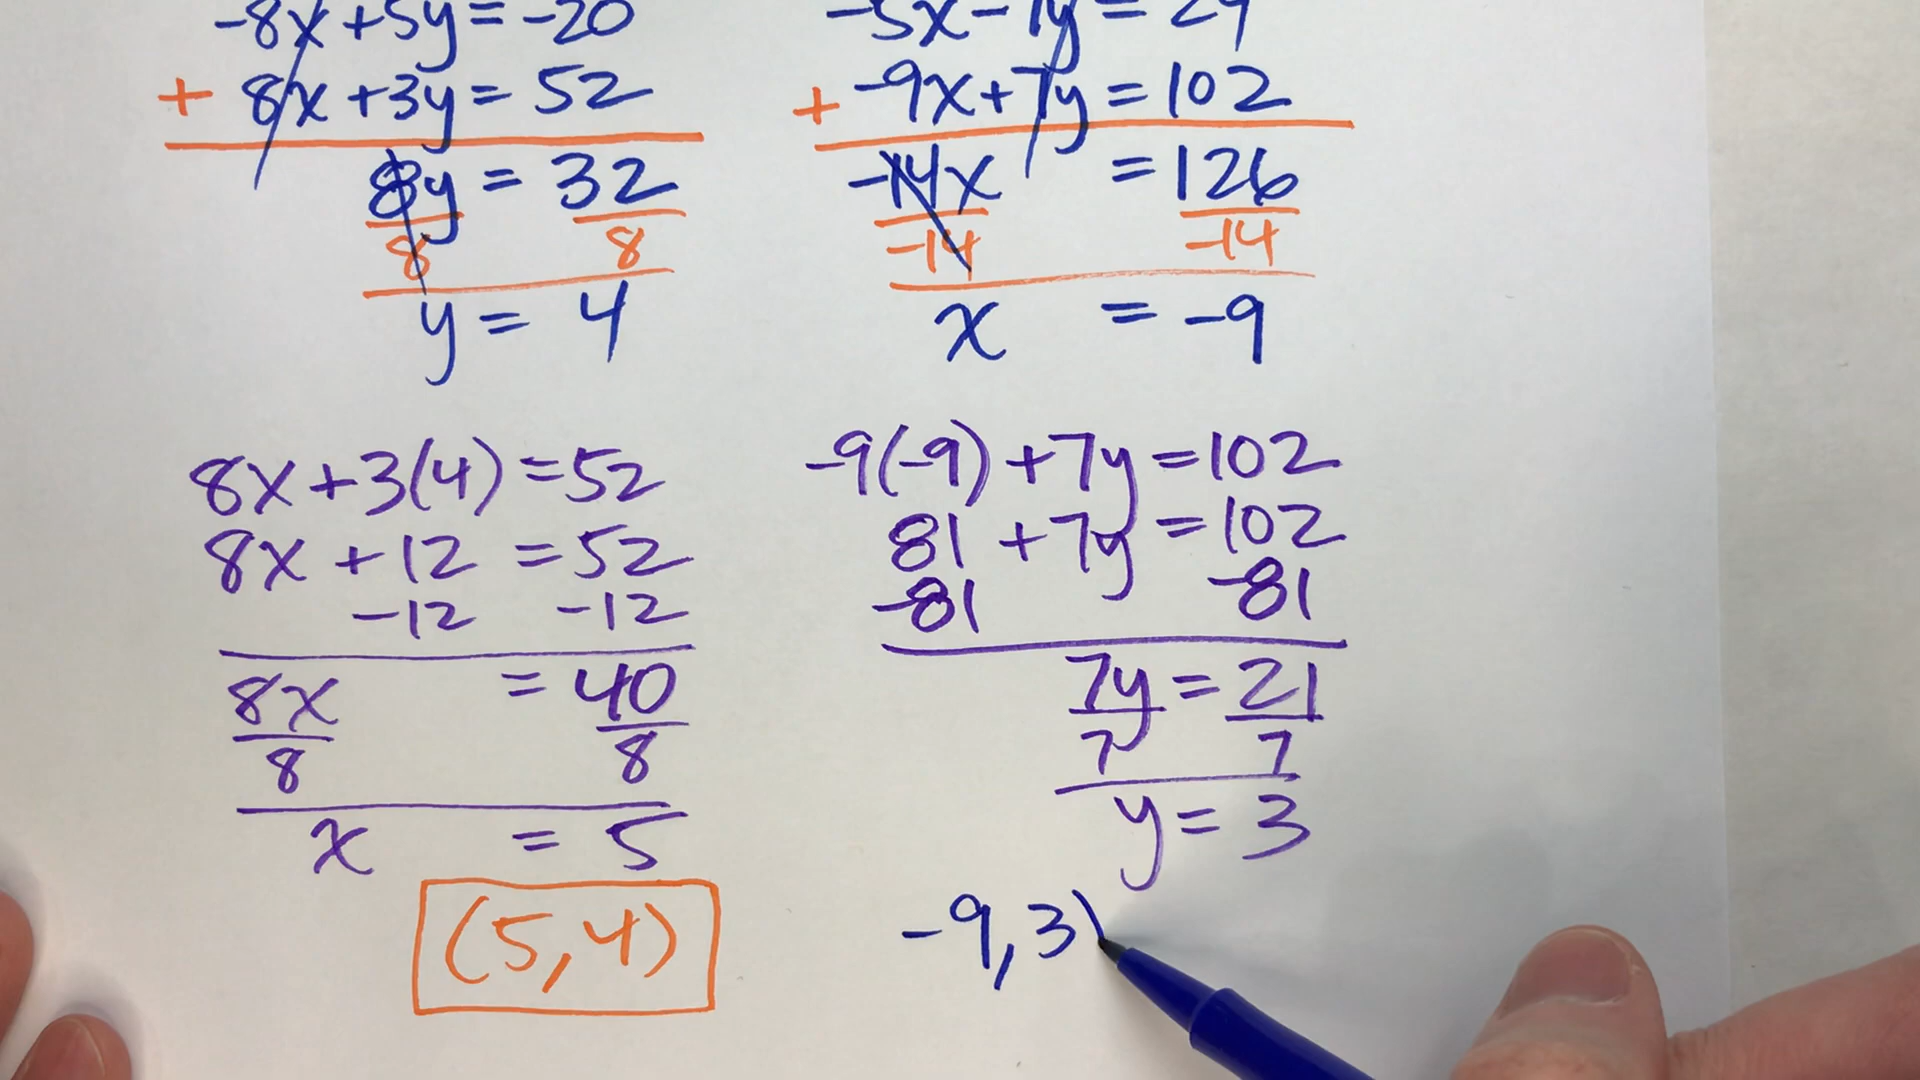 -8x+5y=-20
+ 8x+3y=52
8y=32
8 8
y=4
8x+3(4)=52
8x+12=52
-12 -12
8x=40
8 8
x=5
(5,4)
-5x-7y=24
+ -9x+7y=102
-14x=126
-14 -14
x=-9
-9(-9)+7y=102
81+7y=102
-81 -81
7y=21
7 7
y=3
-9,3)